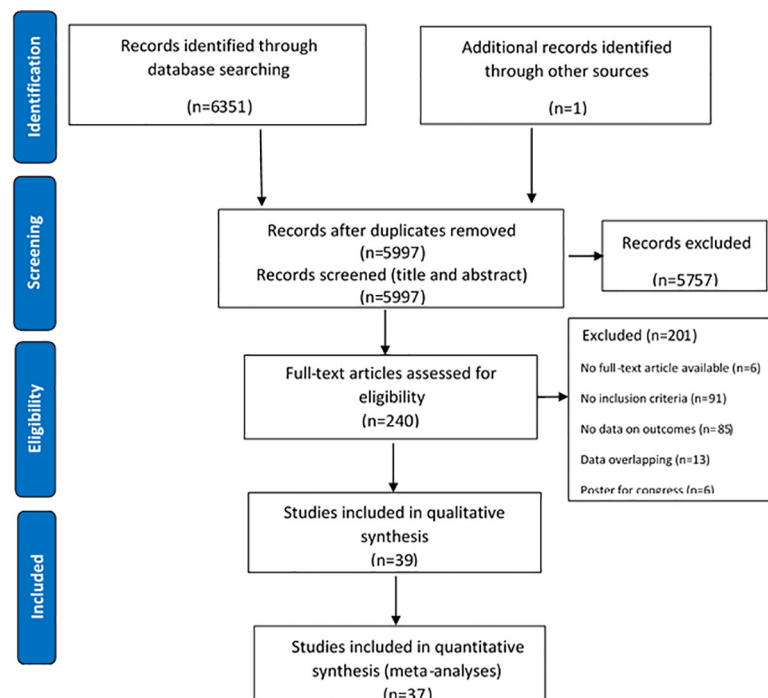 Identification
Records identified through
database searching
(n=6351)
Additional records identified
through other sources
(n=1)
Screening
Records after duplicates removed
(n=5997)
Records screened (title and abstract)
(n=5997)
Records excluded
(n=5757)
Eligibility
Full-text articles assessed for
eligibility
(n=240)
Excluded (n=201)
No full-text article available (n=6)
No inclusion criteria (n=91)
No data on outcomes (n=85)
Data overlapping (n=13)
Poster for congress (n=6)
Included
Studies included in qualitative
synthesis
(n=39)
Studies included in quantitative
synthesis (meta-analyses)
(n=37)